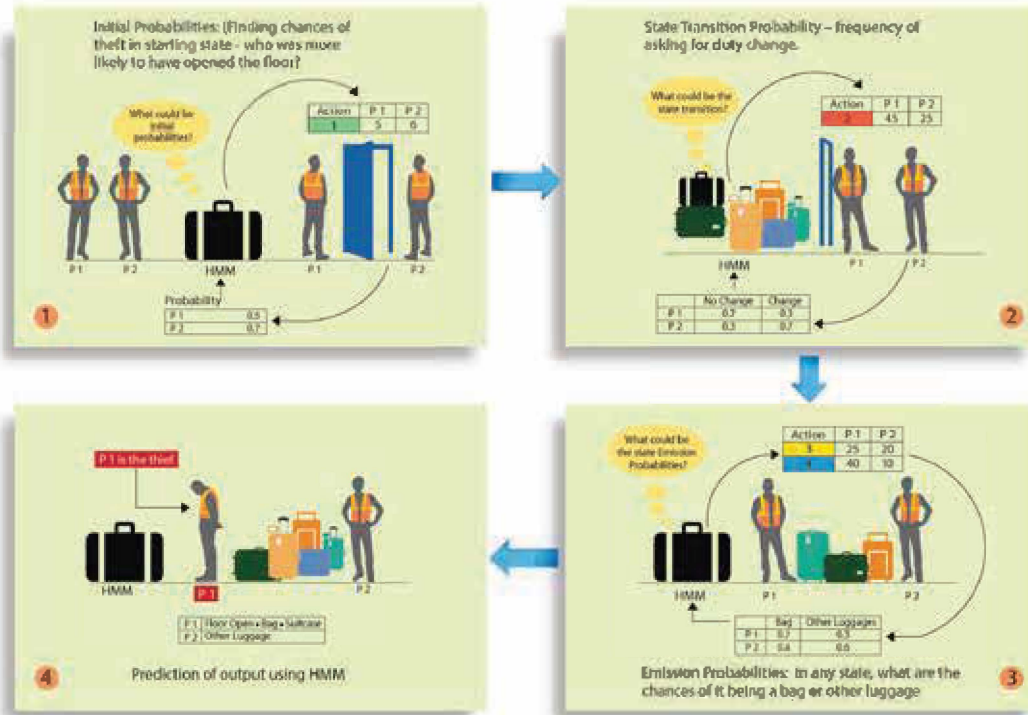 Initial Probabilities: (Finding chances of
theft in starting state - who was more
likely to have opened the floor?
What could be
initial
probabilities?
Action P 1 P 2
1 5 6
P 1 P 2 HMM P 1 P 2
Probability
P 1 0.5
P 2 0.7
1
State Transition Probability – frequency of
asking for duty change.
What could be the
state transition?
Action P 1 P 2
2 45 25
HMM P 1 P 2
No Change Change
P 1 0.7 0.3
P 2 0.3 0.7
2
What could be
the state Emission
Probabilities?
Action P 1 P 2
3 25 20
4 40 10
HMM P 1 P 2
Bag Other Luggages
P 1 0.7 0.3
P 2 0.4 0.6
Emission Probabilities: In any state, what are the
chances of it being a bag or other luggage
3
P 1 is the thief
HMM P 1 P 2
P 1 Floor Open • Bag • Suitcase
P 2 Other Luggage
Prediction of output using HMM
4